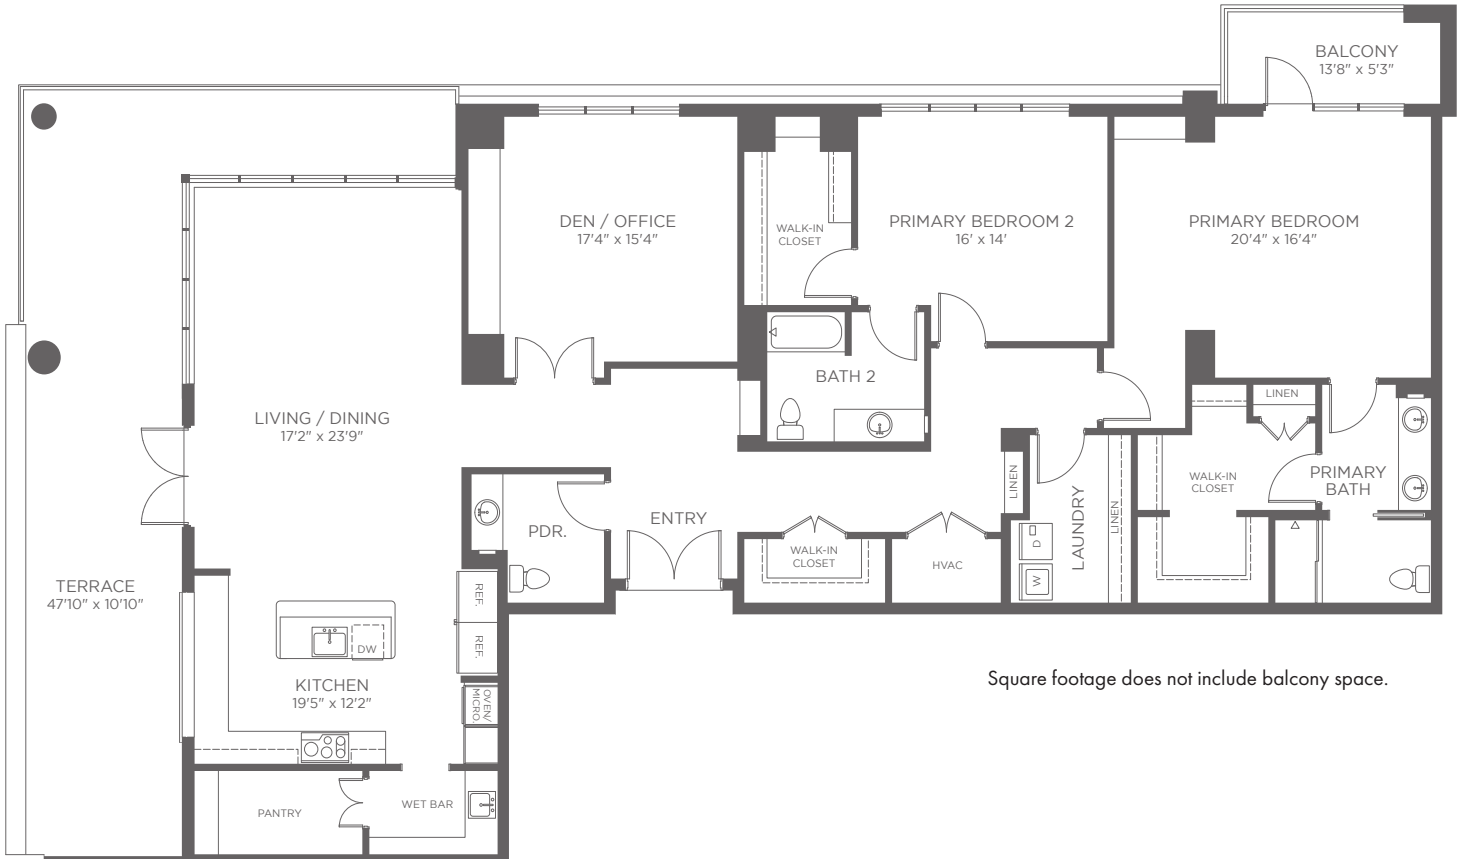 BALCONY
13'8" x 5'3"
DEN / OFFICE
17'4" x 15'4"
WALK-IN
CLOSET
PRIMARY BEDROOM 2
16' x 14'
PRIMARY BEDROOM
20'4" x 16'4"
BATH 2
LINEN
LIVING / DINING
17'2" x 23'9"
WALK-IN
CLOSET
PRIMARY
BATH
LINEN
LINEN
LAUNDRY
ENTRY
PDR.
D
W
WALK-IN
CLOSET
HVAC
TERRACE
47'10" x 10'10"
REF.
REF.
DW
KITCHEN
19'5" x 12'2"
OVEN/
MICRO.
Square footage does not include balcony space.
PANTRY
WET BAR